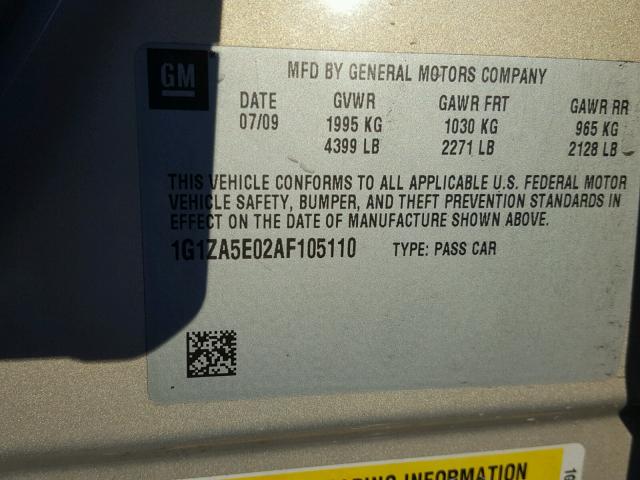 GM
MFD BY GENERAL MOTORS COMPANY
DATE GVWR GAWR FRT GAWR RR
07/09 1995 KG 1030 KG 965 KG
4399 LB 2271 LB 2128 LB
THIS VEHICLE CONFORMS TO ALL APPLICABLE U.S. FEDERAL MOTOR
VEHICLE SAFETY, BUMPER, AND THEFT PREVENTION STANDARDS IN
EFFECT ON THE DATE OF MANUFACTURE SHOWN ABOVE.
1G1ZA5E02AF105110 TYPE: PASS CAR
INFORMATION